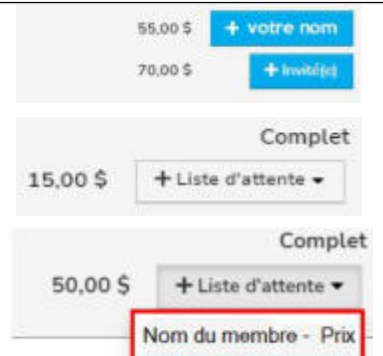 55,00 $ + votre nom
70,00 $ + Invité(e)
Complet
15,00 $ + Liste d'attente
Complet
50,00 $ + Liste d'attente
Nom du membre - Prix